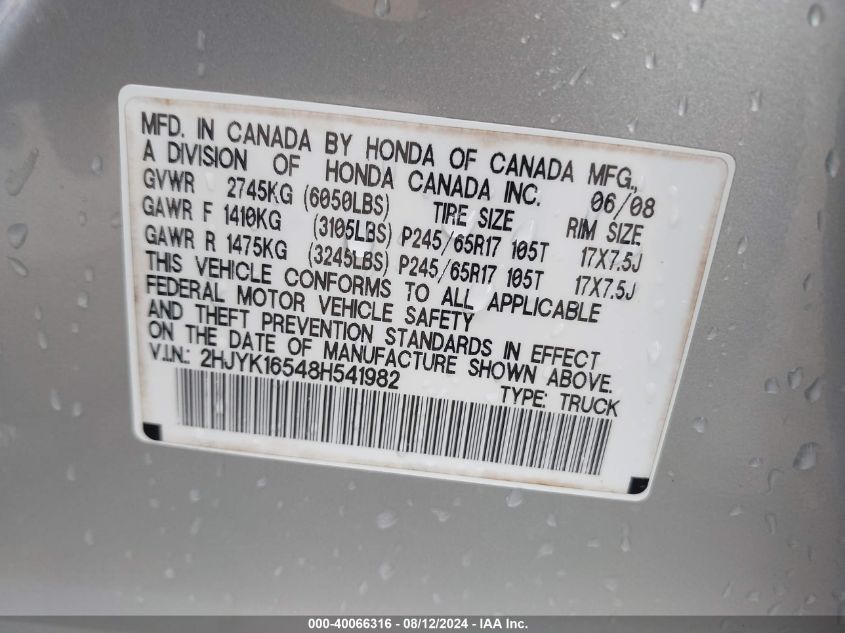 MFD. IN CANADA BY HONDA OF CANADA MFG.,
A DIVISION OF HONDA CANADA INC. 06/08
GVWR 2745KG (6050LBS) TIRE SIZE RIM SIZE
GAWR F 1410KG (3105LBS) P245/65R17 105T 17X7.5J
GAWR R 1475KG (3245LBS) P245/65R17 105T 17X7.5J
THIS VEHICLE CONFORMS TO ALL APPLICABLE
FEDERAL MOTOR VEHICLE SAFETY
AND THEFT PREVENTION STANDARDS IN EFFECT
ON THE DATE OF MANUFACTURE SHOWN ABOVE.
V.I.N.: 2HJYK16548H541982
TYPE: TRUCK
000-40066316 - 08/12/2024 - IAA Inc.